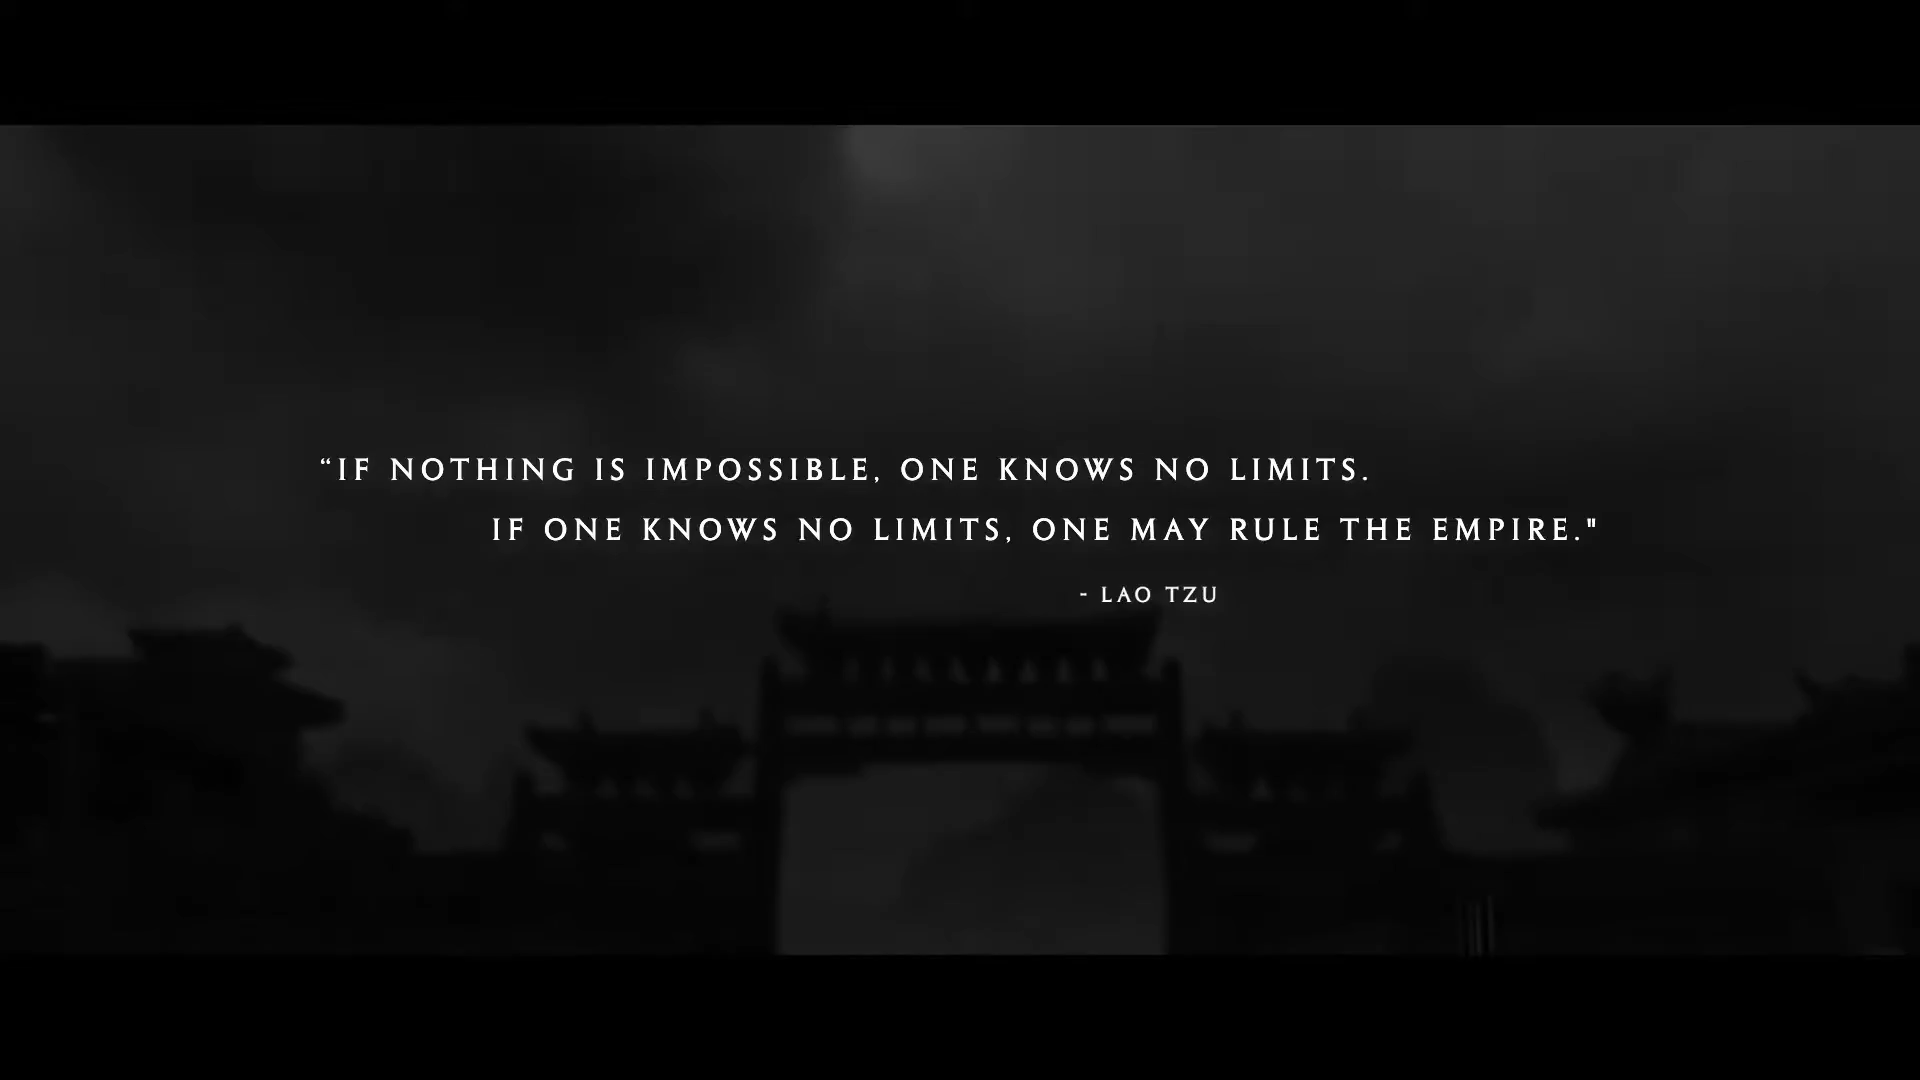 “IF NOTHING IS IMPOSSIBLE, ONE KNOWS NO LIMITS.
IF ONE KNOWS NO LIMITS, ONE MAY RULE THE EMPIRE."
- LAO TZU